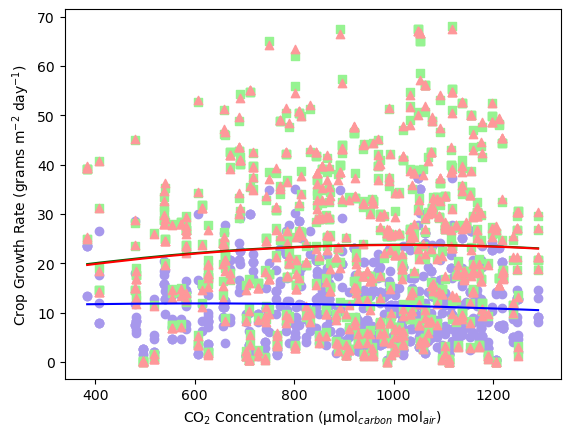 70
60
50
40
30
20
10
0
Crop Growth Rate (grams m⁻² day⁻¹)
400 600 800 1000 1200
CO₂ Concentration (μmol_carbon mol_air)